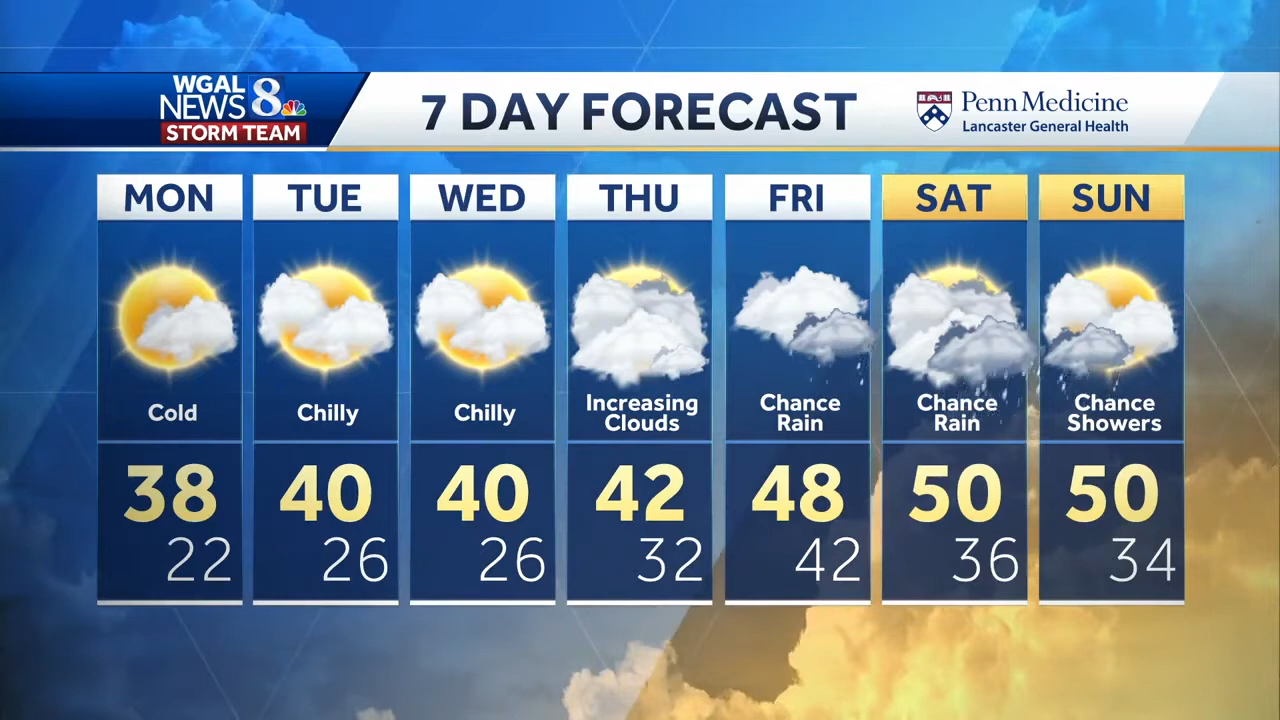 WGAL
NEWS 8
STORM TEAM
7 DAY FORECAST
Penn Medicine
Lancaster General Health
MON
TUE
WED
THU
FRI
SAT
SUN
Cold
Chilly
Chilly
Increasing
Clouds
Chance
Rain
Chance
Rain
Chance
Showers
38
40
40
42
48
50
50
22
26
26
32
42
36
34